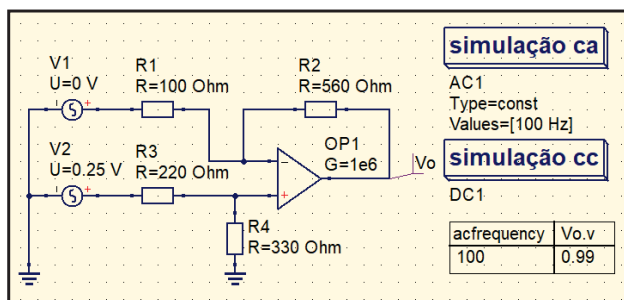 V1
U=0 V
R1
R=100 Ohm
R2
R=560 Ohm
V2
U=0.25 V
R3
R=220 Ohm
OP1
G=1e6
Vo
R4
R=330 Ohm
simulação ca
AC1
Type=const
Values=[100 Hz]
simulação cc
DC1
acfrequency Vo.v
100 0.99